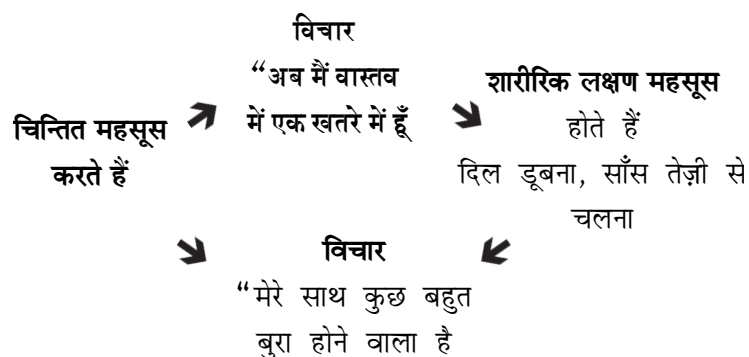 विचार
“अब मैं वास्तव
में एक खतरे में हूँ
चिन्तित महसूस
करते हैं
शारीरिक लक्षण महसूस
होते हैं
दिल डूबना, साँस तेज़ी से
चलना
विचार
“मेरे साथ कुछ बहुत
बुरा होने वाला है